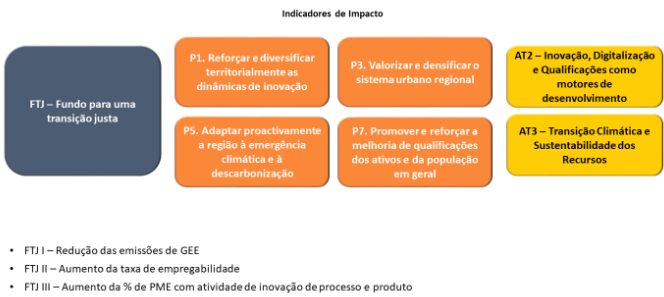 Indicadores de Impacto
FTJ – Fundo para uma
transição justa
P1. Reforçar e diversificar
territorialmente as
dinâmicas de inovação
P3. Valorizar e densificar o
sistema urbano regional
AT2 – Inovação, Digitalização
e Qualificações como
motores de
desenvolvimento
P5. Adaptar proactivamente
a região à emergência
climática e à
descarbonização
P7. Promover e reforçar a
melhoria de qualificações
dos ativos e da população
em geral
AT3 – Transição Climática e
Sustentabilidade dos
Recursos
• FTJ I – Redução das emissões de GEE
• FTJ II – Aumento da taxa de empregabilidade
• FTJ III – Aumento da % de PME com atividade de inovação de processo e produto